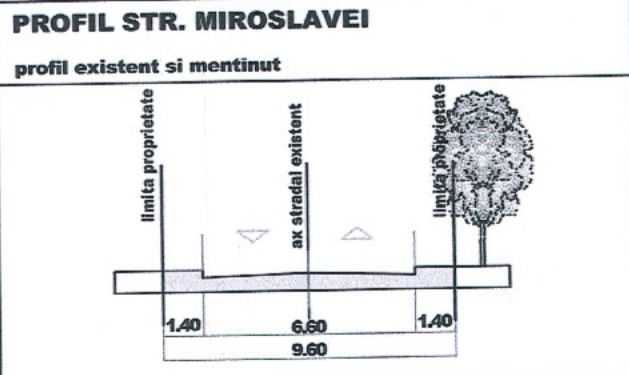 PROFIL STR. MIROSLAVEI
profil existent si mentinut
limita proprietate
ax stradal existent
limita proprietate
1.40
6.60
1.40
9.60